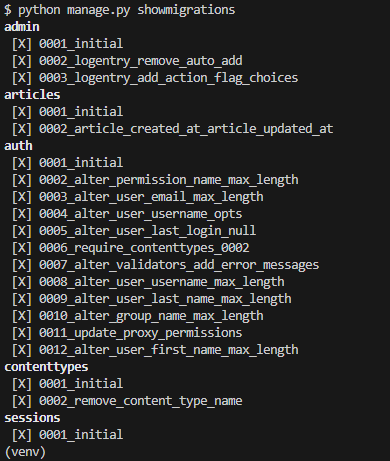 $ python manage.py showmigrations
admin
[X] 0001_initial
[X] 0002_logentry_remove_auto_add
[X] 0003_logentry_add_action_flag_choices
articles
[X] 0001_initial
[X] 0002_article_created_at_article_updated_at
auth
[X] 0001_initial
[X] 0002_alter_permission_name_max_length
[X] 0003_alter_user_email_max_length
[X] 0004_alter_user_username_opts
[X] 0005_alter_user_last_login_null
[X] 0006_require_contenttypes_0002
[X] 0007_alter_validators_add_error_messages
[X] 0008_alter_user_username_max_length
[X] 0009_alter_user_last_name_max_length
[X] 0010_alter_group_name_max_length
[X] 0011_update_proxy_permissions
[X] 0012_alter_user_first_name_max_length
contenttypes
[X] 0001_initial
[X] 0002_remove_content_type_name
sessions
[X] 0001_initial
(venv)